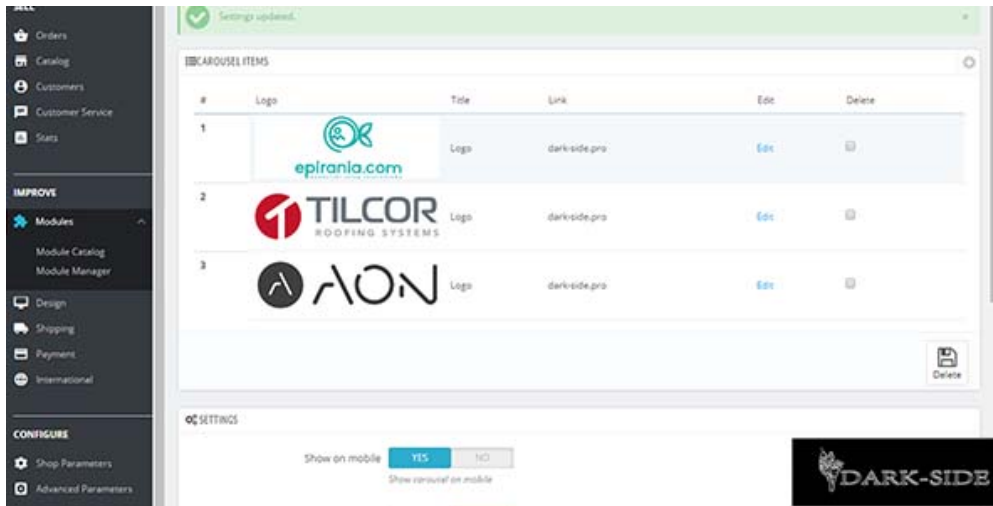 SELL
Orders
Catalog
Customers
Customer Service
Stats
IMPROVE
Modules
Module Catalog
Module Manager
Design
Shipping
Payment
International
CONFIGURE
Shop Parameters
Advanced Parameters
Settings updated.
×
CAROUSEL ITEMS
# Logo Title Link Edit Delete
1 epirania.com Logo dark-side.pro Edit
2 TILCOR ROOFING SYSTEMS Logo dark-side.pro Edit
3 AON Logo dark-side.pro Edit
Delete
SETTINGS
Show on mobile YES NO
Show carousel on mobile
DARK-SIDE